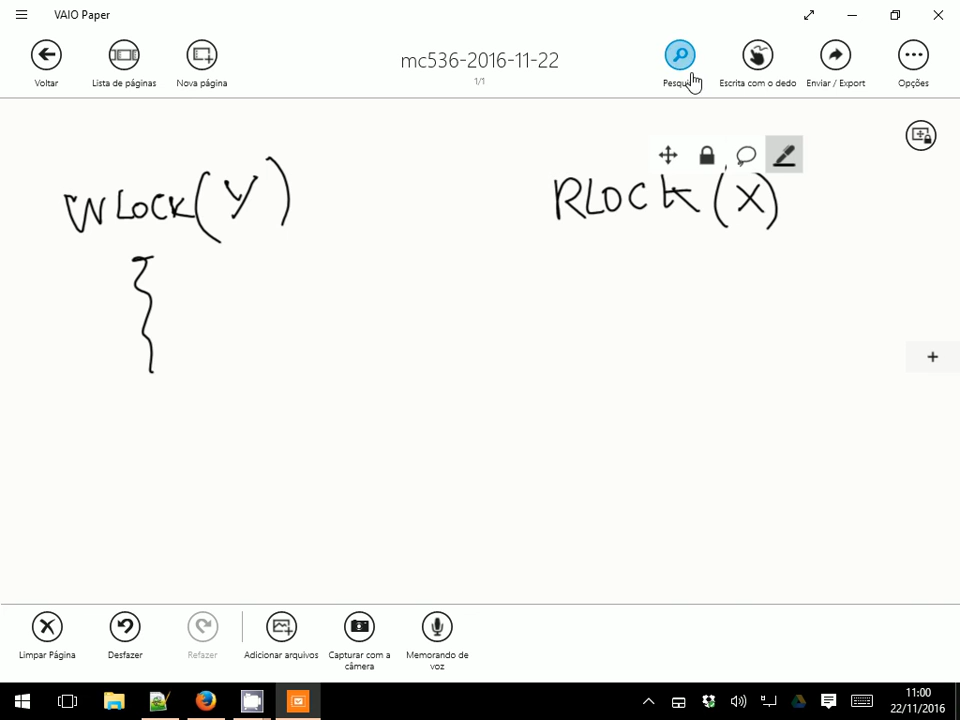 VAIO Paper
Voltar
Lista de páginas
Nova página
mc536-2016-11-22
1/1
Escrita com o dedo
Enviar / Export
Opções
WLOCK(Y)
RLOCK(X)
Limpar Página
Desfazer
Refazer
Adicionar arquivos
Capturar com a
câmera
Memorando de
voz
11:00
22/11/2016